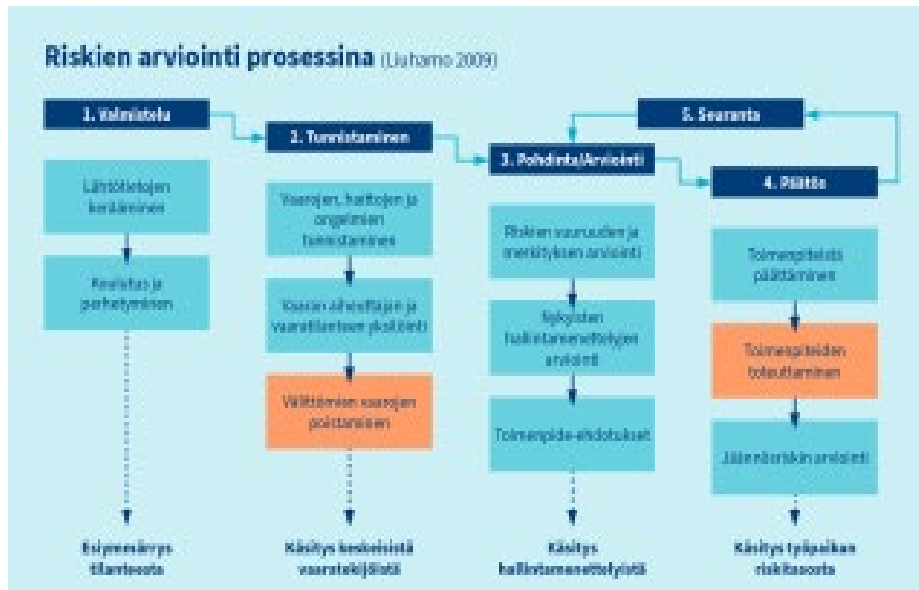 Riskien arviointi prosessina (Liuhamo 2009)
1. Valmistelu
Lähtötietojen
kerääminen
Koulutus ja
perhetyminen
Esiymmärrys
tilanteesta
2. Tunnistaminen
Vaarojen, haittojen ja
ongelmien
tunnistaminen
Vaaran aiheuttajan ja
vaaratilanteen yksilöinti
Välittömien vaarojen
poistaminen
Käsitys keskeisistä
vaaratekijöistä
3. Pohdinta/Arviointi
Riskien suuruuden ja
merkityksen arviointi
Nykyisten
hallintamenettelyjen
arviointi
Toimenpide-ehdotukset
Käsitys
hallintamenettelyistä
4. Päätös
Toimenpiteistä
päättäminen
Toimenpiteiden
toteuttaminen
Jäännösriskin arviointi
Käsitys työpaikan
riskitasosta
5. Seuranta